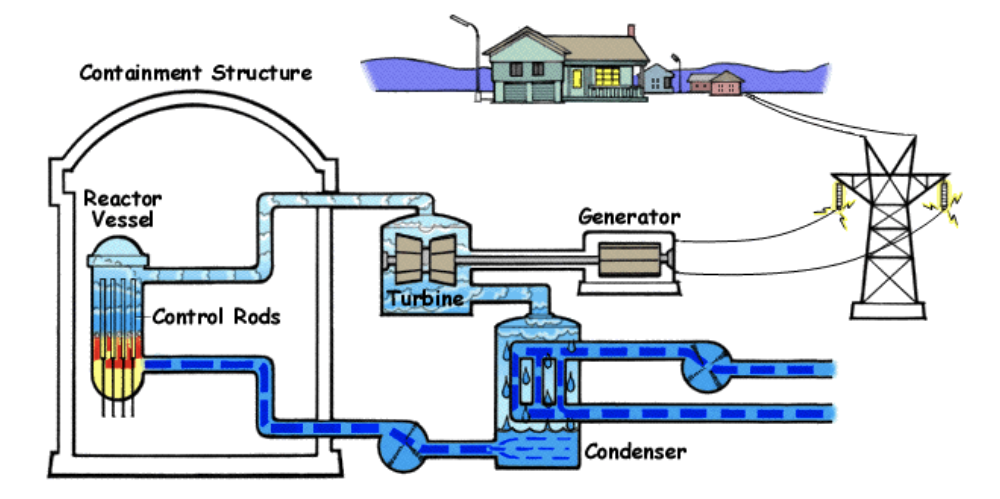 Containment Structure
Reactor
Vessel
Generator
Turbine
Control Rods
Condenser